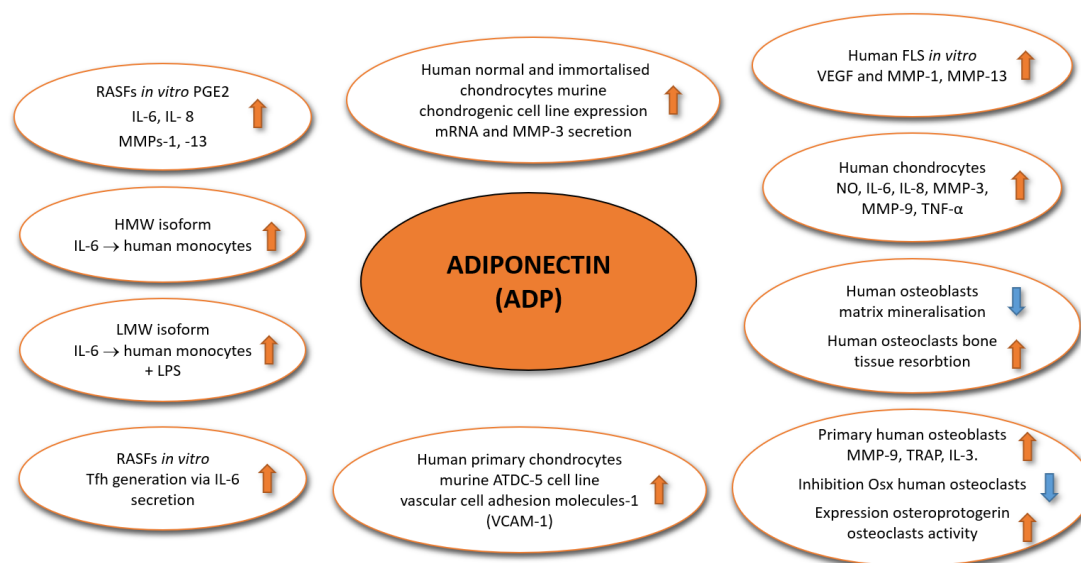 RASFs in vitro PGE2
IL-6, IL- 8
MMPs-1, -13
HMW isoform
IL-6 → human monocytes
LMW isoform
IL-6 → human monocytes
+ LPS
RASFs in vitro
Tfh generation via IL-6
secretion
Human normal and immortalised
chondrocytes murine
chondrogenic cell line expression
mRNA and MMP-3 secretion
ADIPONECTIN
(ADP)
Human primary chondrocytes
murine ATDC-5 cell line
vascular cell adhesion molecules-1
(VCAM-1)
Human FLS in vitro
VEGF and MMP-1, MMP-13
Human chondrocytes
NO, IL-6, IL-8, MMP-3,
MMP-9, TNF-α
Human osteoblasts
matrix mineralisation
Human osteoclasts bone
tissue resorbtion
Primary human osteoblasts
MMP-9, TRAP, IL-3.
Inhibition Osx human osteoclasts
Expression osteroprotogerin
osteoclasts activity